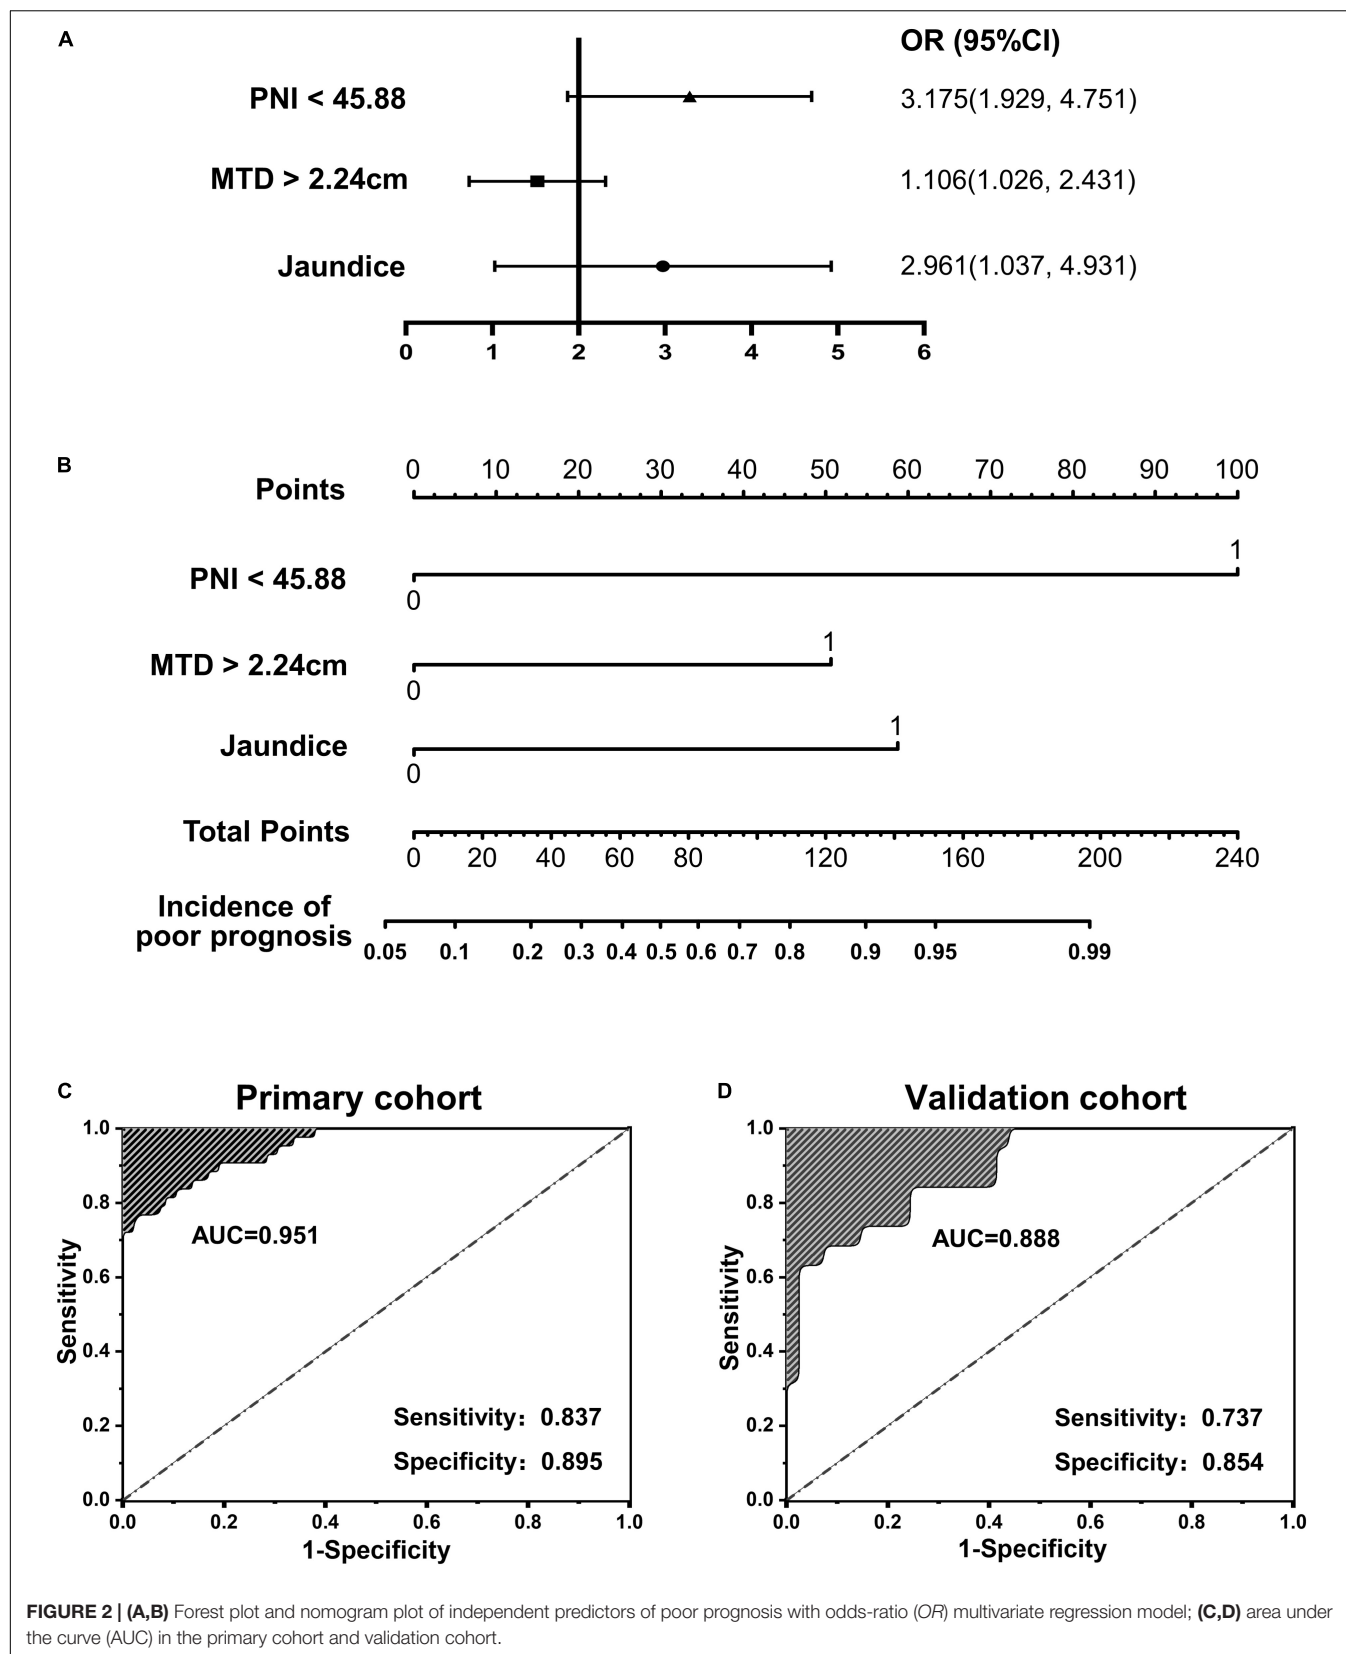 A
OR (95%CI)
PNI < 45.88
3.175(1.929, 4.751)
MTD > 2.24cm
1.106(1.026, 2.431)
Jaundice
2.961(1.037, 4.931)
0 1 2 3 4 5 6
B
Points
0 10 20 30 40 50 60 70 80 90 100
PNI < 45.88
0 1
MTD > 2.24cm
0 1
Jaundice
0 1
Total Points
0 20 40 60 80 120 160 200 240
Incidence of
poor prognosis
0.05 0.1 0.2 0.3 0.4 0.5 0.6 0.7 0.8 0.9 0.95 0.99
C
Primary cohort
1.0
0.8
0.6
0.4
0.2
0.0
Sensitivity
AUC=0.951
Sensitivity: 0.837
Specificity: 0.895
0.0 0.2 0.4 0.6 0.8 1.0
1-Specificity
D
Validation cohort
1.0
0.8
0.6
0.4
0.2
0.0
Sensitivity
AUC=0.888
Sensitivity: 0.737
Specificity: 0.854
0.0 0.2 0.4 0.6 0.8 1.0
1-Specificity
FIGURE 2 | (A,B) Forest plot and nomogram plot of independent predictors of poor prognosis with odds-ratio (OR) multivariate regression model; (C,D) area under
the curve (AUC) in the primary cohort and validation cohort.